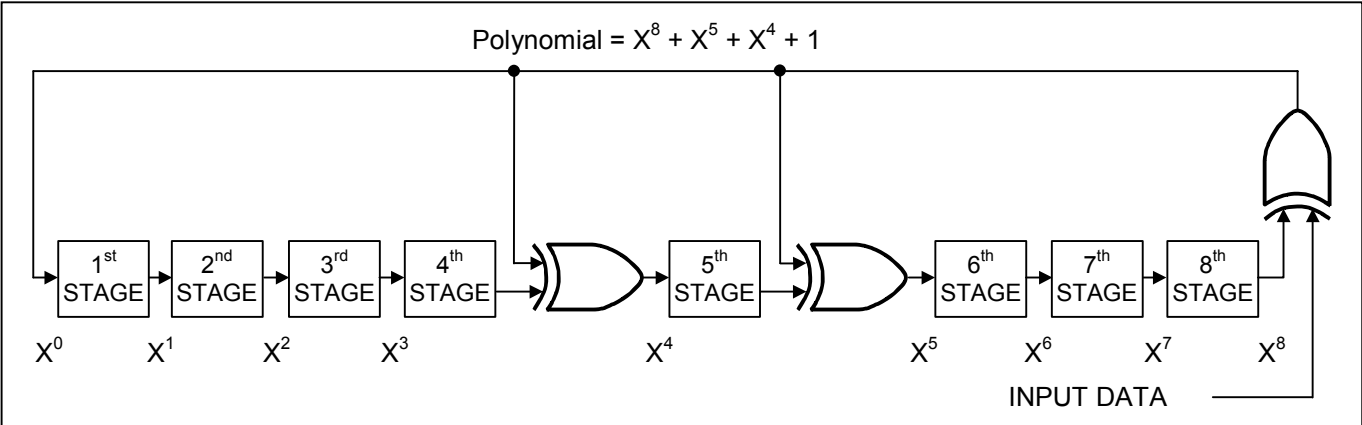 Polynomial = X⁸ + X⁵ + X⁴ + 1
1st STAGE
2nd STAGE
3rd STAGE
4th STAGE
5th STAGE
6th STAGE
7th STAGE
8th STAGE
X⁰ X¹ X² X³ X⁴ X⁵ X⁶ X⁷ X⁸
INPUT DATA